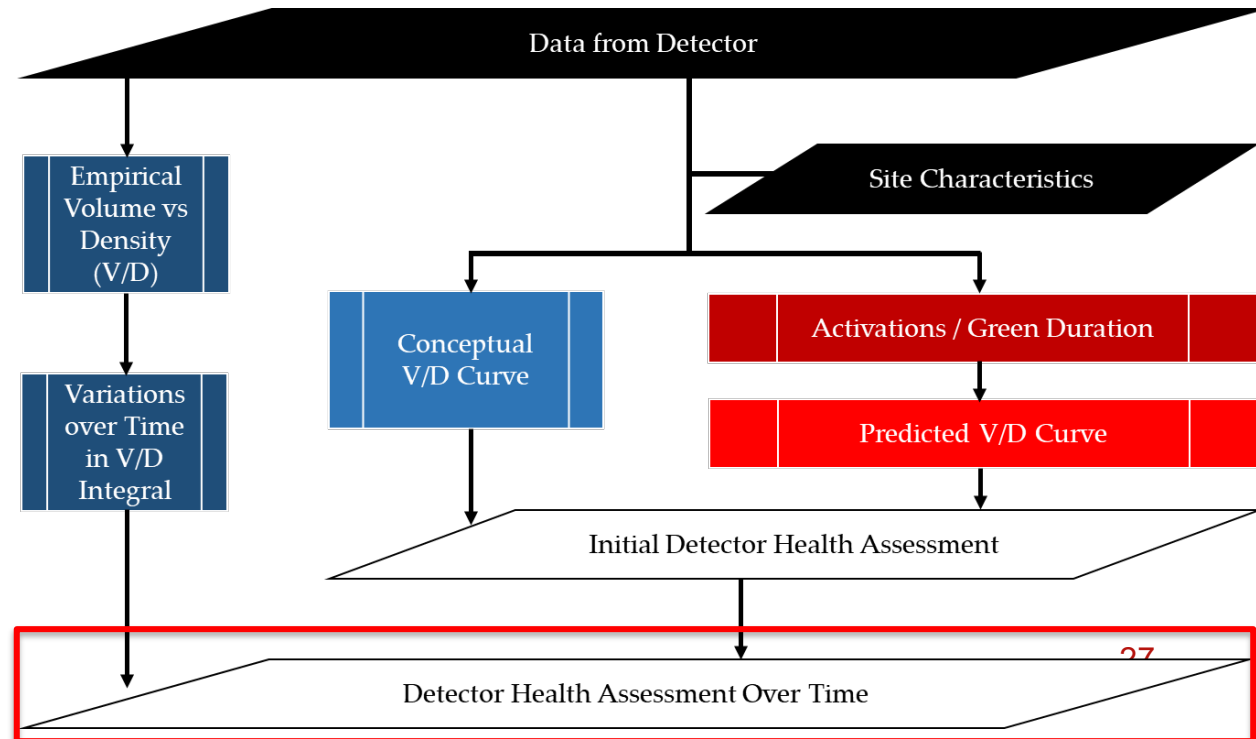 Data from Detector
Empirical
Volume vs
Density
(V/D)
Site Characteristics
Conceptual
V/D Curve
Activations / Green Duration
Variations
over Time
in V/D
Integral
Predicted V/D Curve
Initial Detector Health Assessment
27
Detector Health Assessment Over Time